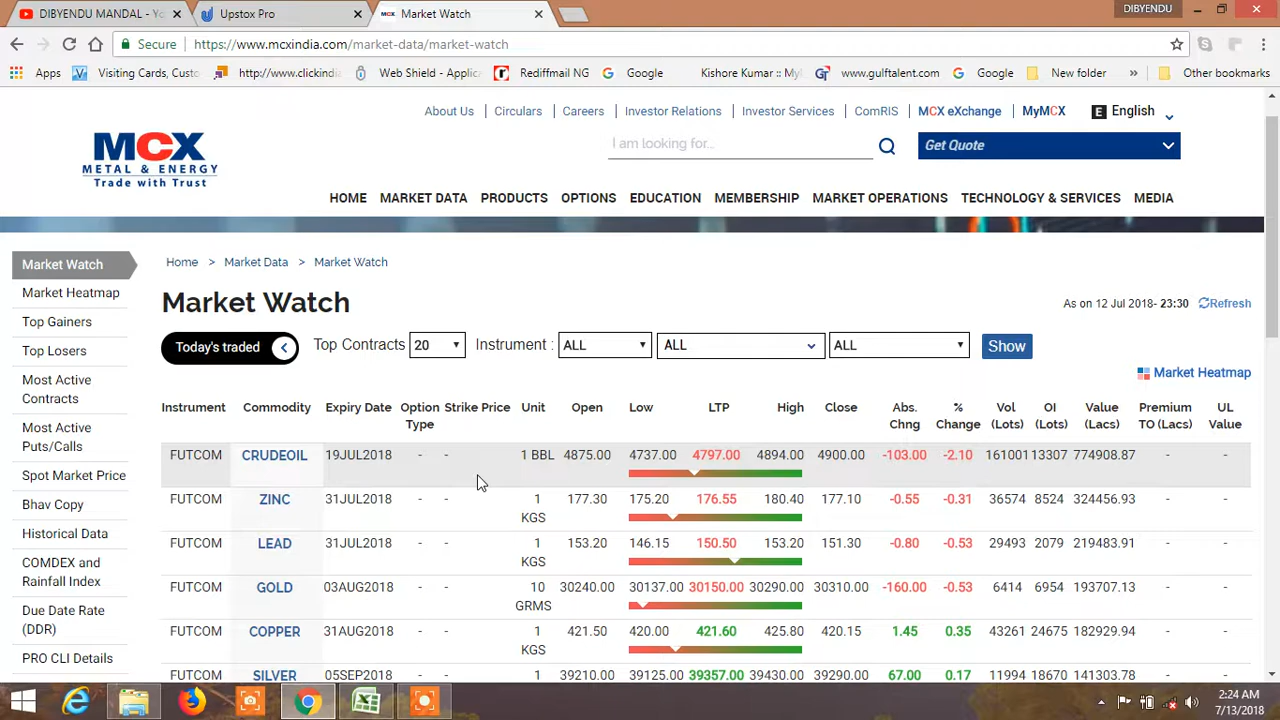 DIBYENDU MANDAL - Yo
Upstox Pro
Market Watch
DIBYENDU
Secure
https://www.mcxindia.com/market-data/market-watch
Apps
Visiting Cards, Custo
http://www.clickindi
Web Shield - Applica
Rediffmail NG
Google
Kishore Kumar :: My
www.gulftalent.com
Google
New folder
»
Other bookmarks
About Us
Circulars
Careers
Investor Relations
Investor Services
ComRIS
MCX eXchange
MyMCX
E English
MCX
METAL & ENERGY
Trade with Trust
I am looking for...
Get Quote
HOME MARKET DATA PRODUCTS OPTIONS EDUCATION MEMBERSHIP MARKET OPERATIONS TECHNOLOGY & SERVICES MEDIA
Market Watch
Market Heatmap
Top Gainers
Top Losers
Most Active
Contracts
Most Active
Puts/Calls
Spot Market Price
Bhav Copy
Historical Data
COMDEX and
Rainfall Index
Due Date Rate
(DDR)
PRO CLI Details
Home > Market Data > Market Watch
Market Watch
As on 12 Jul 2018- 23:30 Refresh
Today's traded
Top Contracts 20 Instrument : ALL ALL ALL Show
Market Heatmap
Instrument Commodity Expiry Date Option Type Strike Price Unit Open Low LTP High Close Abs. Chng % Change Vol (Lots) OI (Lots) Value (Lacs) Premium TO (Lacs) UL Value
FUTCOM CRUDEOIL 19JUL2018 - - 1 BBL 4875.00 4737.00 4797.00 4894.00 4900.00 -103.00 -2.10 161001 13307 774908.87 - -
FUTCOM ZINC 31JUL2018 - - 1 KGS 177.30 175.20 176.55 180.40 177.10 -0.55 -0.31 36574 8524 324456.93 - -
FUTCOM LEAD 31JUL2018 - - 1 KGS 153.20 146.15 150.50 153.20 151.30 -0.80 -0.53 29493 2079 219483.91 - -
FUTCOM GOLD 03AUG2018 - - 10 GRMS 30240.00 30137.00 30150.00 30290.00 30310.00 -160.00 -0.53 6414 6954 193707.13 - -
FUTCOM COPPER 31AUG2018 - - 1 KGS 421.50 420.00 421.60 425.80 420.15 1.45 0.35 43261 24675 182929.94 - -
FUTCOM SILVER 05SEP2018 - - 1 39210.00 39125.00 39357.00 39430.00 39290.00 67.00 0.17 11994 18670 141303.78 - -
2:24 AM
7/13/2018